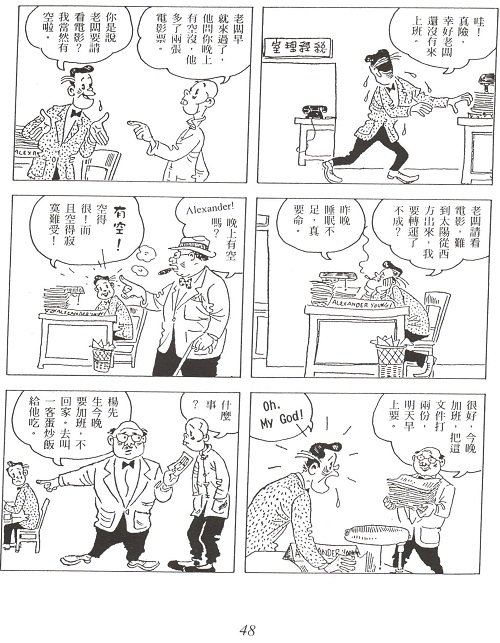 哇！
真險，
幸好老闆
還沒有來
上班。
老闆早
就來過了，
他問你晚上
有空沒，他
多了兩張
電影票。
你是說
老闆要請
看電影？
我當然有
空啦。
老闆請看
電影，難
到太陽從西
方出來，我
要轉運了
不成？
昨晚
睡眠不
足，真
要命。
ALEXANDER YOUNG
Alexander!
晚上有空
嗎？
有空！
空得
很！而
且空得寂
寞難受！
ALEXANDER YOUNG
很好，今晚
加班，把這
文件打
兩份，
明天早
上要。
Oh,
My God!
ALEXANDER YOUNG
什麼
事
？
楊先
生今晚
要加班，不
回家。去叫
一客蛋炒飯
給他吃。
48